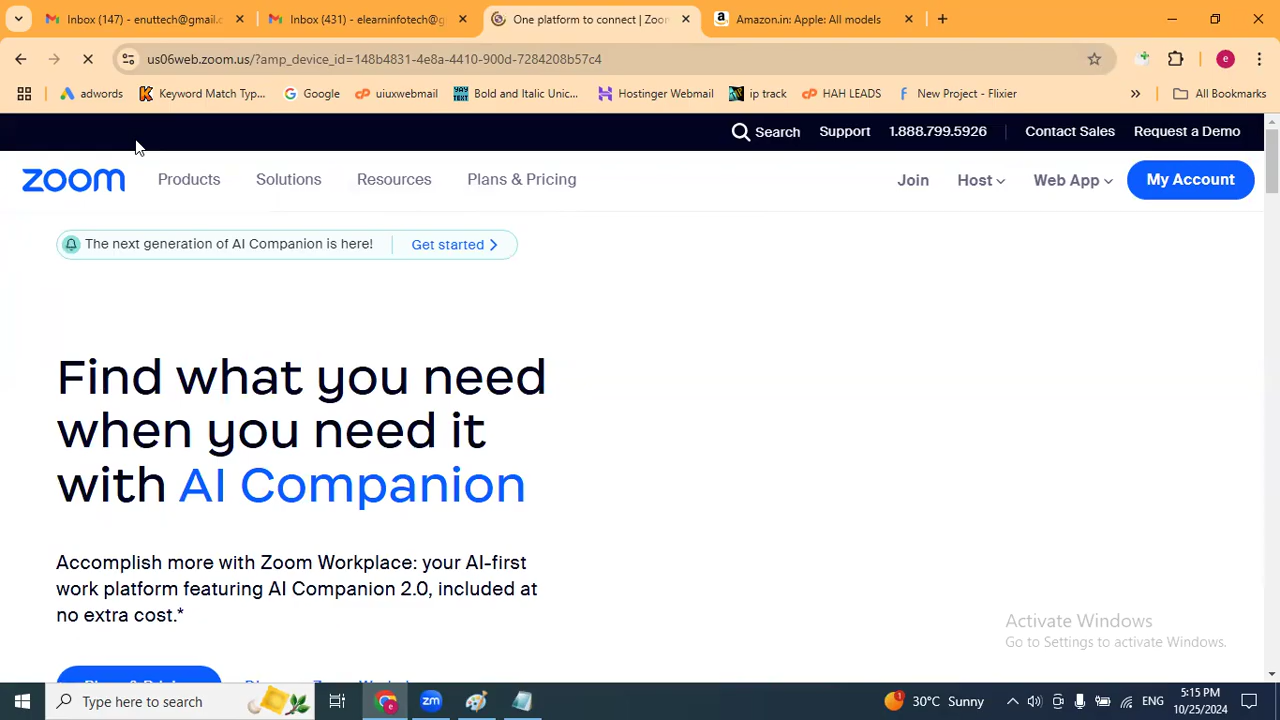 Inbox (147) - enuttech@gmail.c
Inbox (431) - elearninfotech@g
One platform to connect | Zoom
Amazon.in: Apple: All models
us06web.zoom.us/?amp_device_id=148b4831-4e8a-4410-900d-7284208b57c4
adwords
Keyword Match Typ...
Google
uiuxwebmail
Bold and Italic Unic...
Hostinger Webmail
ip track
HAH LEADS
New Project - Flixier
All Bookmarks
Search
Support
1.888.799.5926
Contact Sales
Request a Demo
zoom
Products
Solutions
Resources
Plans & Pricing
Join
Host
Web App
My Account
The next generation of AI Companion is here!
Get started
Find what you need
when you need it
with AI Companion
Accomplish more with Zoom Workplace: your AI-first
work platform featuring AI Companion 2.0, included at
no extra cost.*
Activate Windows
Go to Settings to activate Windows.
Type here to search
zm
30°C Sunny
ENG
5:15 PM
10/25/2024